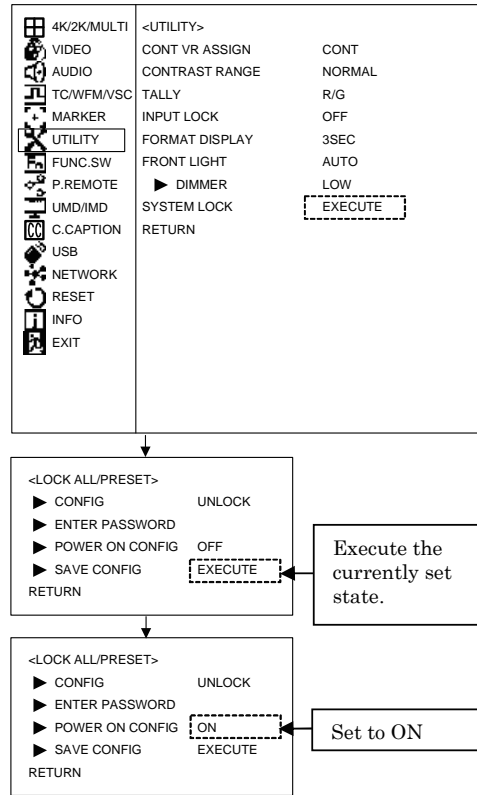 4K/2K/MULTI
VIDEO
AUDIO
TC/WFM/VSC
MARKER
UTILITY
FUNC.SW
P.REMOTE
UMD/IMD
CC C.CAPTION
USB
NETWORK
RESET
INFO
EXIT
<UTILITY>
CONT VR ASSIGN CONT
CONTRAST RANGE NORMAL
TALLY R/G
INPUT LOCK OFF
FORMAT DISPLAY 3SEC
FRONT LIGHT AUTO
▶ DIMMER LOW
SYSTEM LOCK EXECUTE
RETURN
<LOCK ALL/PRESET>
▶ CONFIG UNLOCK
▶ ENTER PASSWORD
▶ POWER ON CONFIG OFF
▶ SAVE CONFIG EXECUTE
RETURN
Execute the
currently set
state.
<LOCK ALL/PRESET>
▶ CONFIG UNLOCK
▶ ENTER PASSWORD
▶ POWER ON CONFIG ON
▶ SAVE CONFIG EXECUTE
RETURN
Set to ON